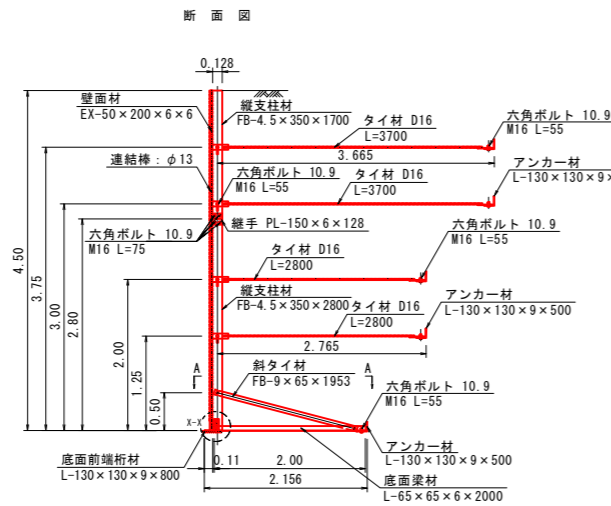 断 面 図
0.128
壁面材
EX-50×200×6×6
縦支柱材
FB-4.5×350×1700
タイ材 D16
L=3700
六角ボルト 10.9
M16 L=55
3.665
連結棒：φ13
六角ボルト 10.9
M16 L=55
タイ材 D16
L=3700
アンカー材
L-130×130×9×
六角ボルト 10.9
M16 L=75
継手 PL-150×6×128
六角ボルト 10.9
M16 L=55
タイ材 D16
L=2800
縦支柱材
FB-4.5×350×2800
タイ材 D16
L=2800
アンカー材
L-130×130×9×500
2.765
4.50
3.75
3.00
2.80
2.00
1.25
0.50
A
A
斜タイ材
FB-9×65×1953
六角ボルト 10.9
M16 L=55
X-X
アンカー材
L-130×130×9×500
底面前端桁材
L-130×130×9×800
0.11
2.00
2.156
底面梁材
L-65×65×6×2000